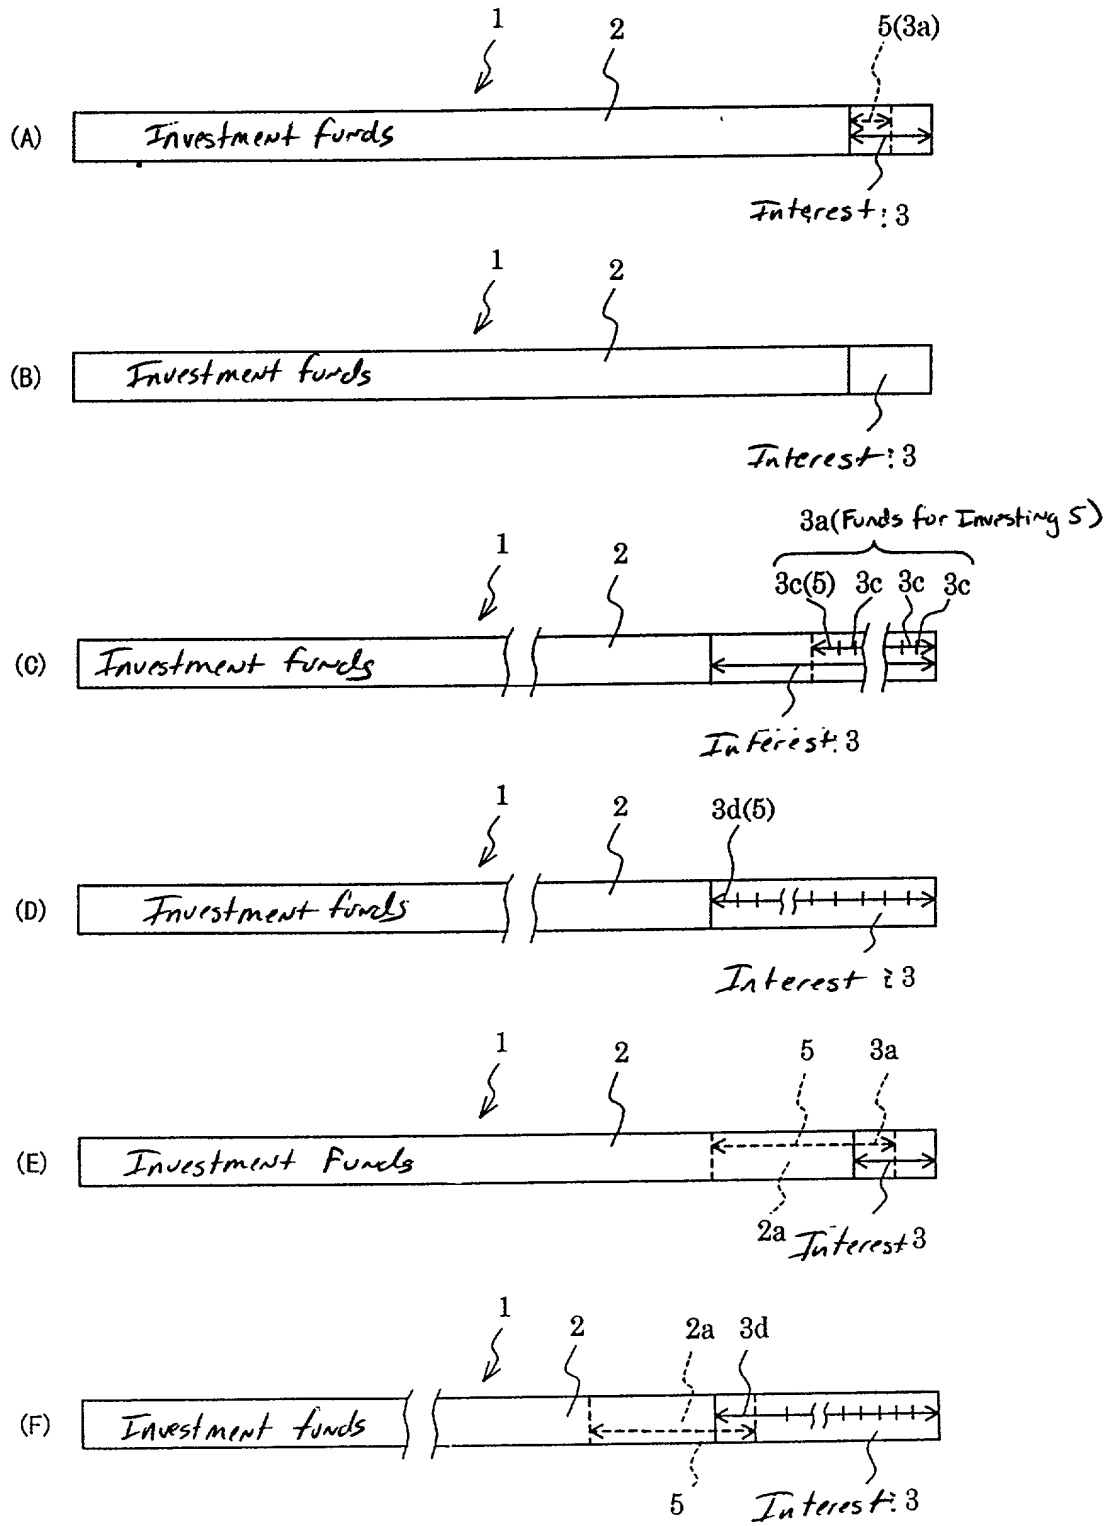 1 2 5(3a)
(A) Investment funds
Interest: 3
1 2
(B) Investment funds
Interest: 3
3a(Funds for Investing 5)
1 2 3c(5) 3c 3c 3c
(C) Investment funds
Interest: 3
1 2 3d(5)
(D) Investment funds
Interest : 3
1 2 5 3a
(E) Investment Funds
2a Interest 3
1 2 2a 3d
(F) Investment funds
5 Interest: 3